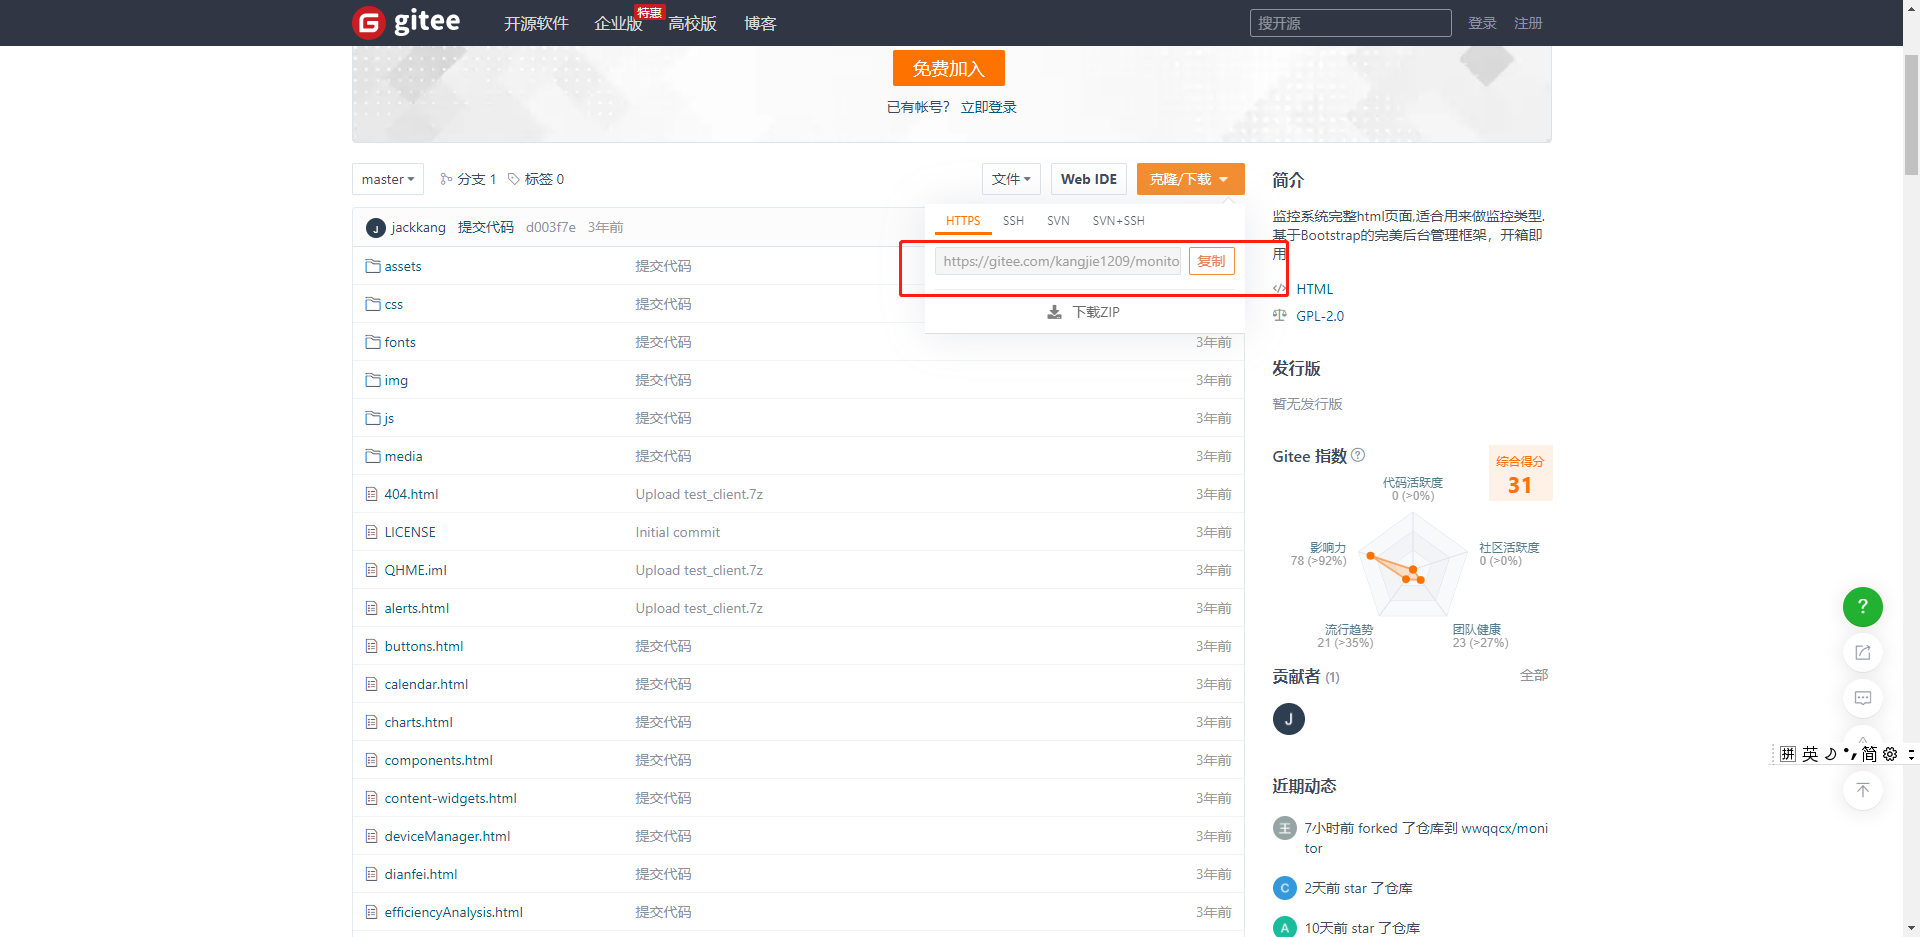 gitee
开源软件
企业版
特惠
高校版
博客
搜开源
登录
注册
免费加入
已有帐号？ 立即登录
master
分支 1
标签 0
文件
Web IDE
克隆/下载
HTTPS
SSH
SVN
SVN+SSH
https://gitee.com/kangjie1209/monito
复制
下载ZIP
J
jackkang
提交代码
d003f7e
3年前
assets 提交代码
css 提交代码
fonts 提交代码 3年前
img 提交代码 3年前
js 提交代码 3年前
media 提交代码 3年前
404.html Upload test_client.7z 3年前
LICENSE Initial commit 3年前
QHME.iml Upload test_client.7z 3年前
alerts.html Upload test_client.7z 3年前
buttons.html 提交代码 3年前
calendar.html 提交代码 3年前
charts.html 提交代码 3年前
components.html 提交代码 3年前
content-widgets.html 提交代码 3年前
deviceManager.html 提交代码 3年前
dianfei.html 提交代码 3年前
efficiencyAnalysis.html 提交代码 3年前
简介
监控系统完整html页面,适合用来做监控类型.
基于Bootstrap的完美后台管理框架，开箱即
用
HTML
GPL-2.0
发行版
暂无发行版
Gitee 指数
综合得分
31
代码活跃度
0 (>0%)
影响力
78 (>92%)
社区活跃度
0 (>0%)
流行趋势
21 (>35%)
团队健康
23 (>27%)
贡献者 (1)
全部
J
近期动态
王
7小时前 forked 了仓库到 wwqqcx/moni
tor
C
2天前 star 了仓库
A
10天前 star 了仓库
?
拼 英 简